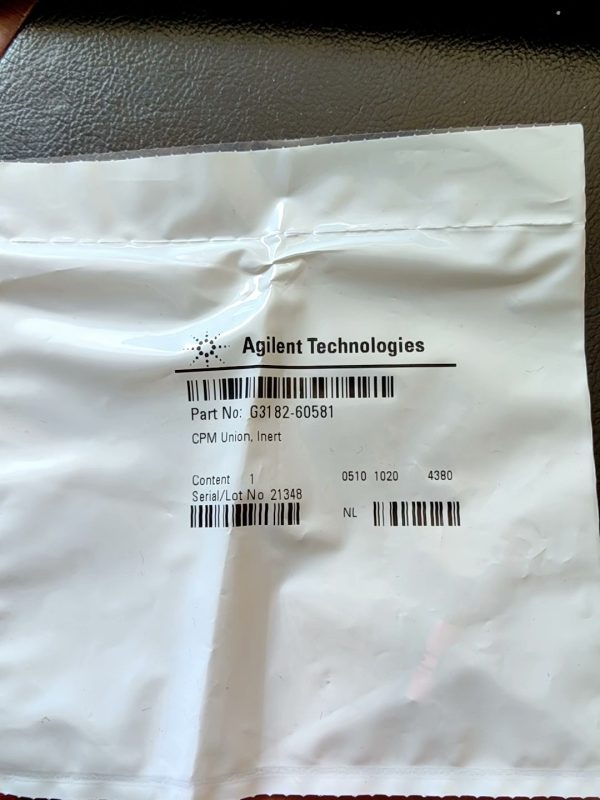 Agilent Technologies
Part No: G3182-60581
CPM Union, Inert
Content 1 0510 1020 4380
Serial/Lot No 21348
NL